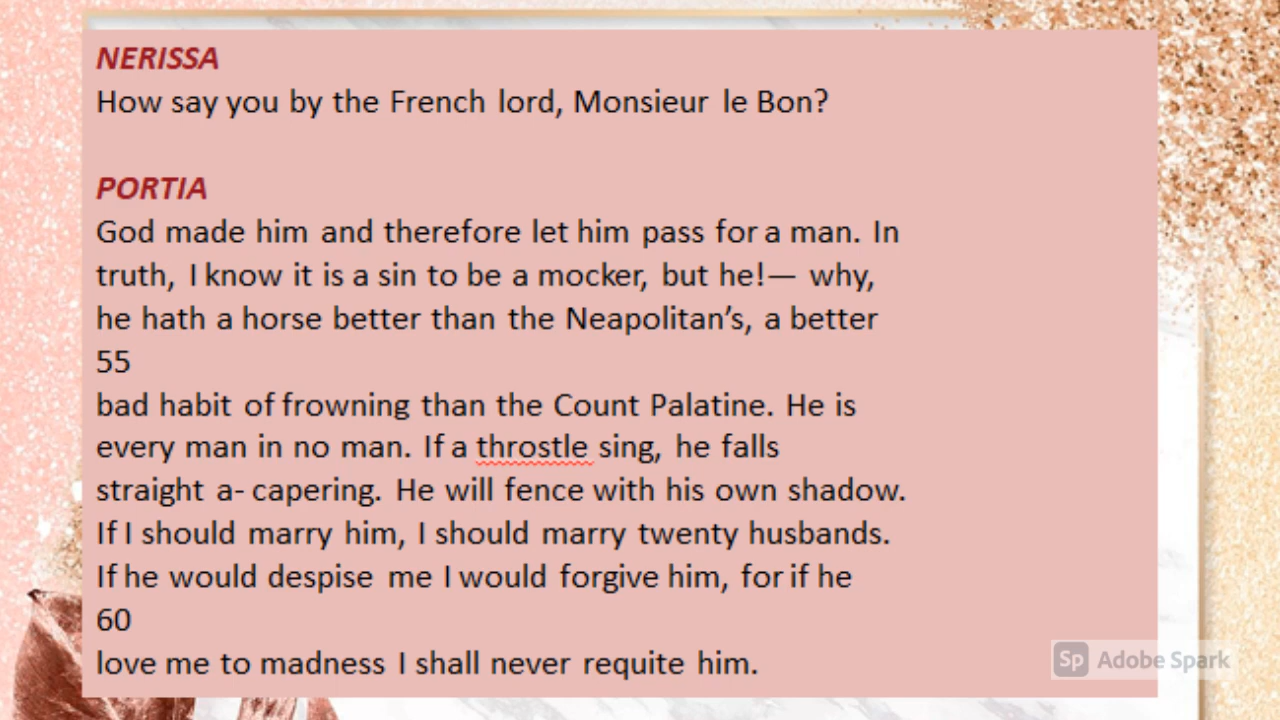 NERISSA
How say you by the French lord, Monsieur le Bon?
PORTIA
God made him and therefore let him pass for a man. In
truth, I know it is a sin to be a mocker, but he!— why,
he hath a horse better than the Neapolitan’s, a better
55
bad habit of frowning than the Count Palatine. He is
every man in no man. If a throstle sing, he falls
straight a- capering. He will fence with his own shadow.
If I should marry him, I should marry twenty husbands.
If he would despise me I would forgive him, for if he
60
love me to madness I shall never requite him.
Sp Adobe Spark